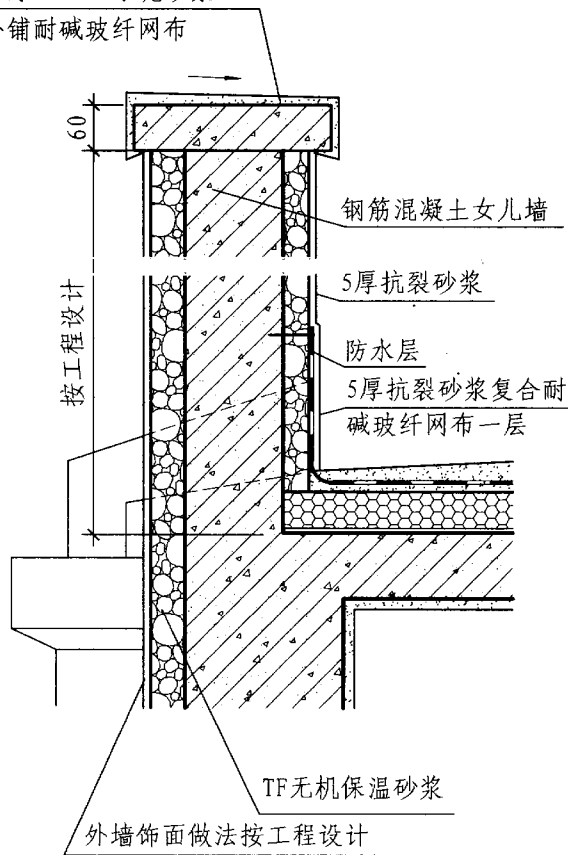 铺耐碱玻纤网布
60
钢筋混凝土女儿墙
5厚抗裂砂浆
按工程设计
防水层
5厚抗裂砂浆复合耐
碱玻纤网布一层
TF无机保温砂浆
外墙饰面做法按工程设计